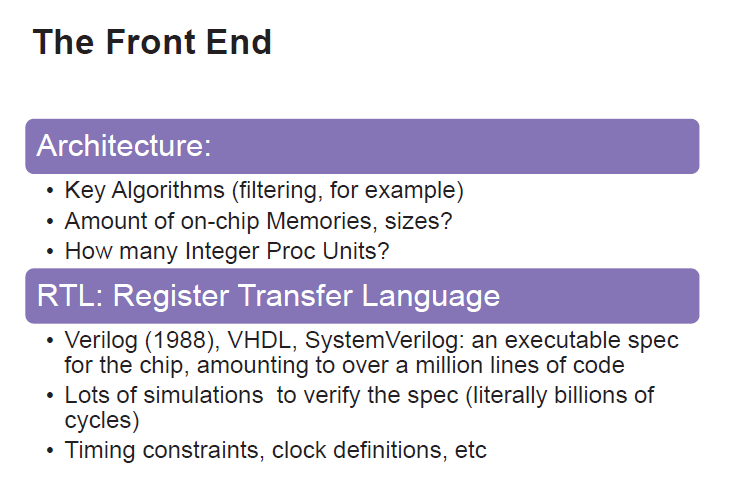 The Front End
Architecture:
• Key Algorithms (filtering, for example)
• Amount of on-chip Memories, sizes?
• How many Integer Proc Units?
RTL: Register Transfer Language
• Verilog (1988), VHDL, SystemVerilog: an executable spec
for the chip, amounting to over a million lines of code
• Lots of simulations  to verify the spec (literally billions of
cycles)
• Timing constraints, clock definitions, etc